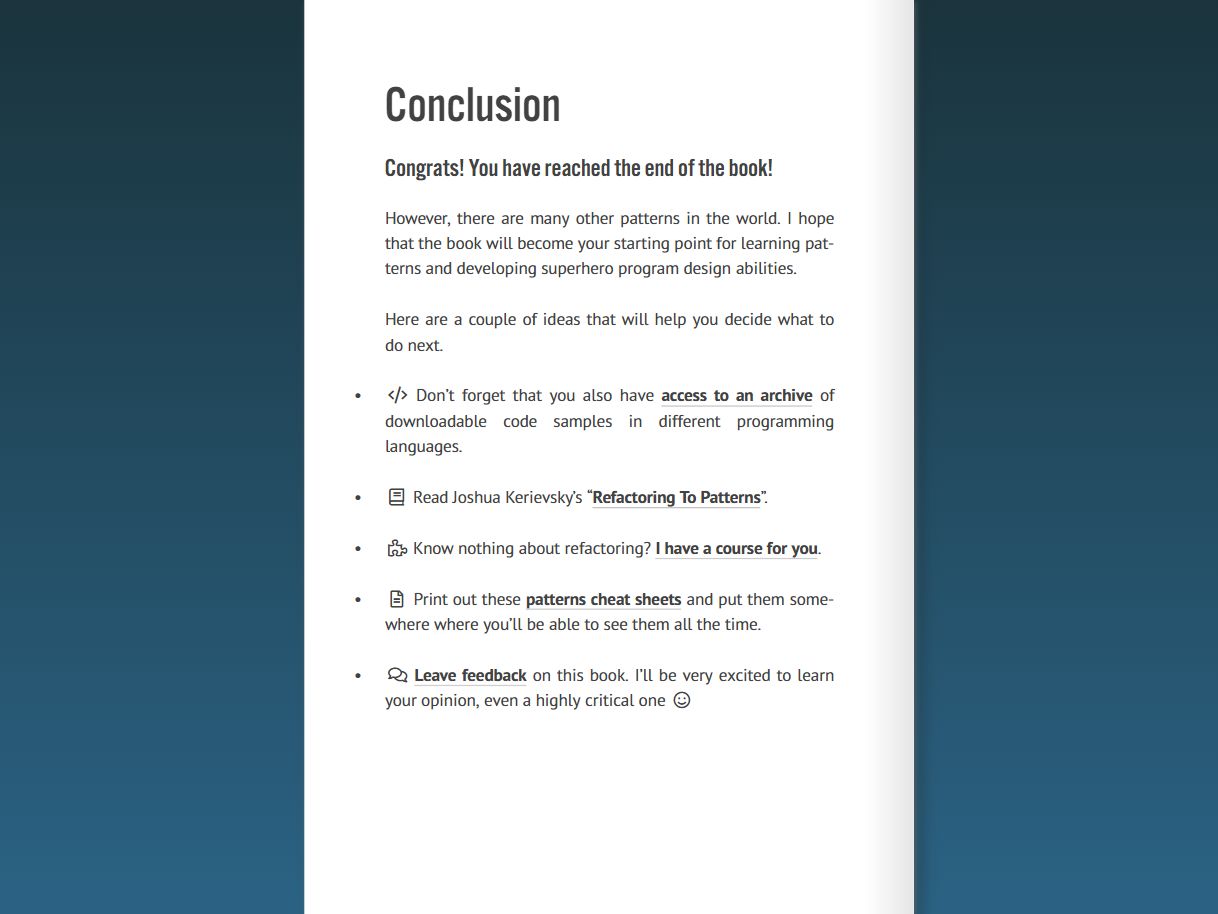 Conclusion
Congrats! You have reached the end of the book!
However, there are many other patterns in the world. I hope
that the book will become your starting point for learning pat-
terns and developing superhero program design abilities.
Here are a couple of ideas that will help you decide what to
do next.
• </> Don’t forget that you also have access to an archive of
downloadable code samples in different programming
languages.
• Read Joshua Kerievsky’s “Refactoring To Patterns”.
• Know nothing about refactoring? I have a course for you.
• Print out these patterns cheat sheets and put them some-
where where you’ll be able to see them all the time.
• Leave feedback on this book. I’ll be very excited to learn
your opinion, even a highly critical one ☺